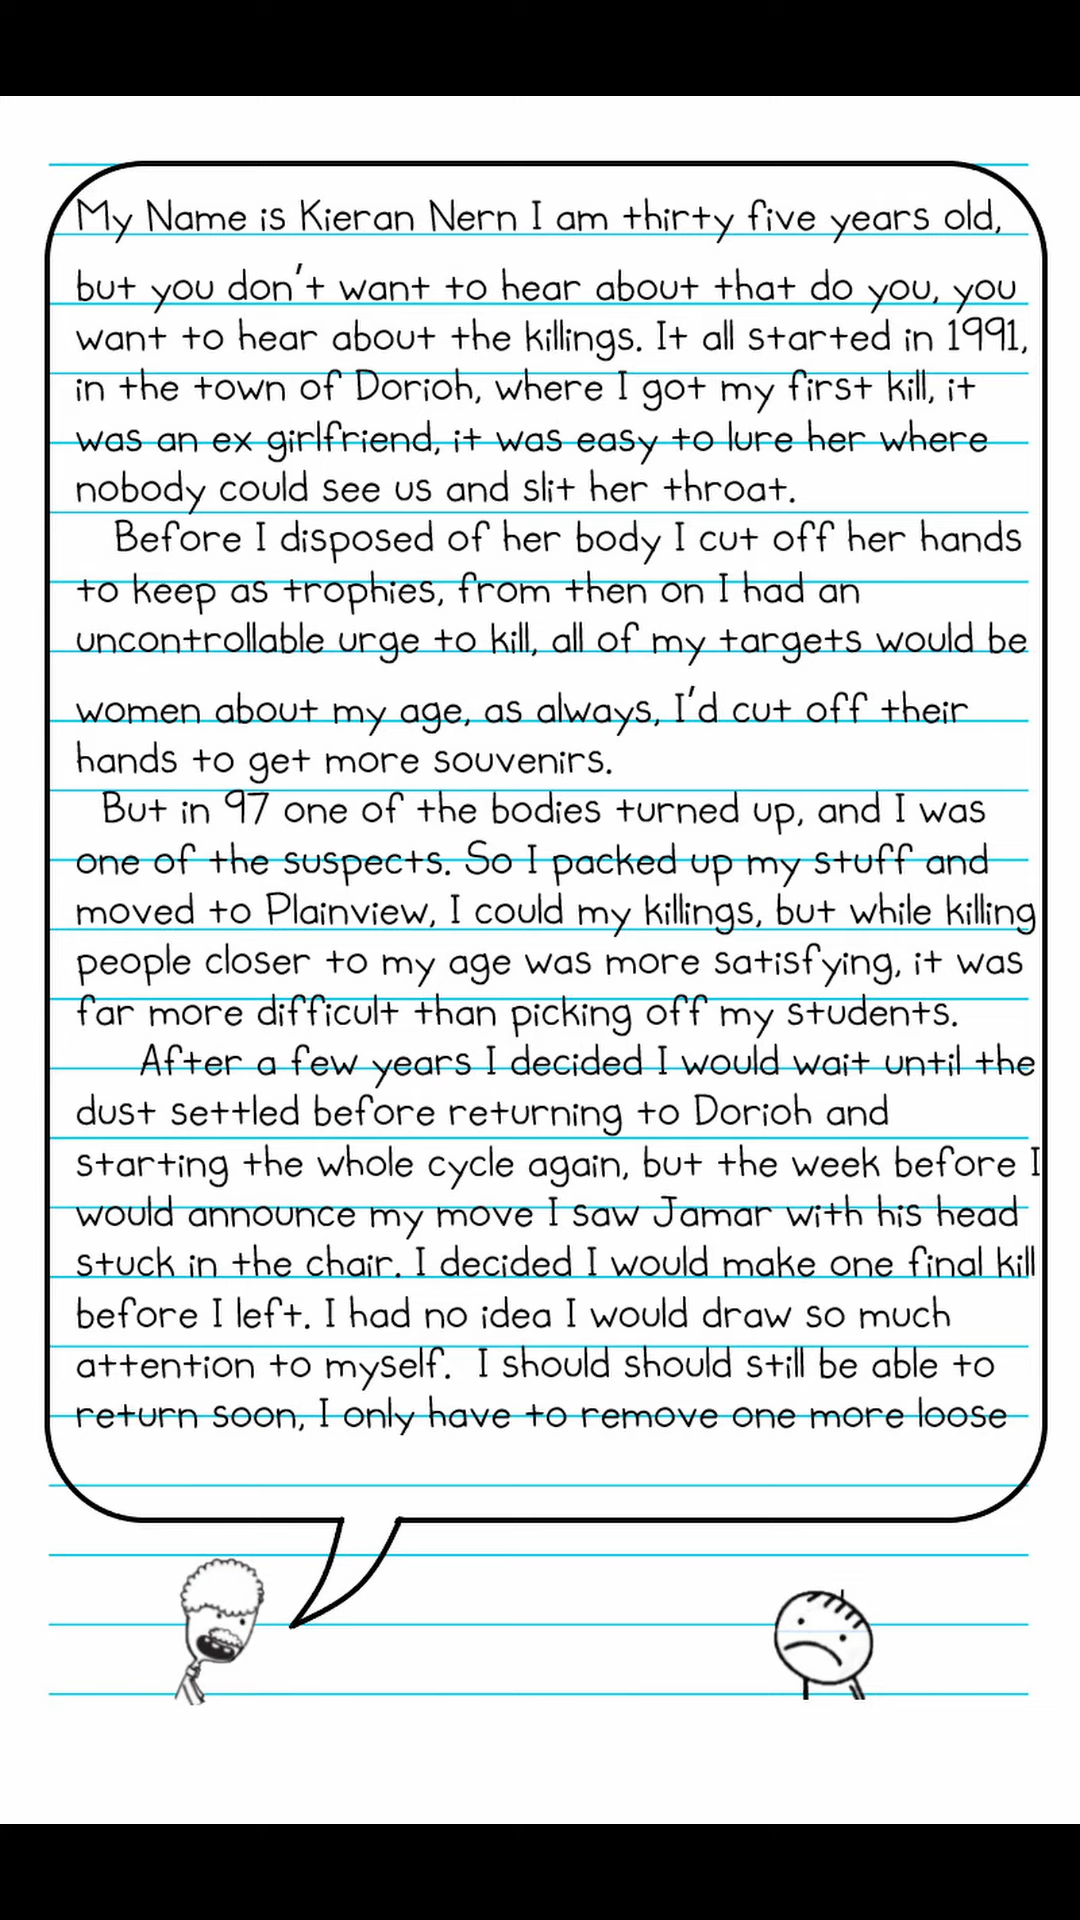 My Name is Kieran Nern I am thirty five years old,
but you don't want to hear about that do you, you
want to hear about the killings. It all started in 1991,
in the town of Dorioh, where I got my first kill, it
was an ex girlfriend, it was easy to lure her where
nobody could see us and slit her throat.
Before I disposed of her body I cut off her hands
to keep as trophies, from then on I had an
uncontrollable urge to kill, all of my targets would be
women about my age, as always, I'd cut off their
hands to get more souvenirs.
But in 97 one of the bodies turned up, and I was
one of the suspects. So I packed up my stuff and
moved to Plainview, I could my killings, but while killing
people closer to my age was more satisfying, it was
far more difficult than picking off my students.
After a few years I decided I would wait until the
dust settled before returning to Dorioh and
starting the whole cycle again, but the week before I
would announce my move I saw Jamar with his head
stuck in the chair. I decided I would make one final kill
before I left. I had no idea I would draw so much
attention to myself. I should should still be able to
return soon, I only have to remove one more loose